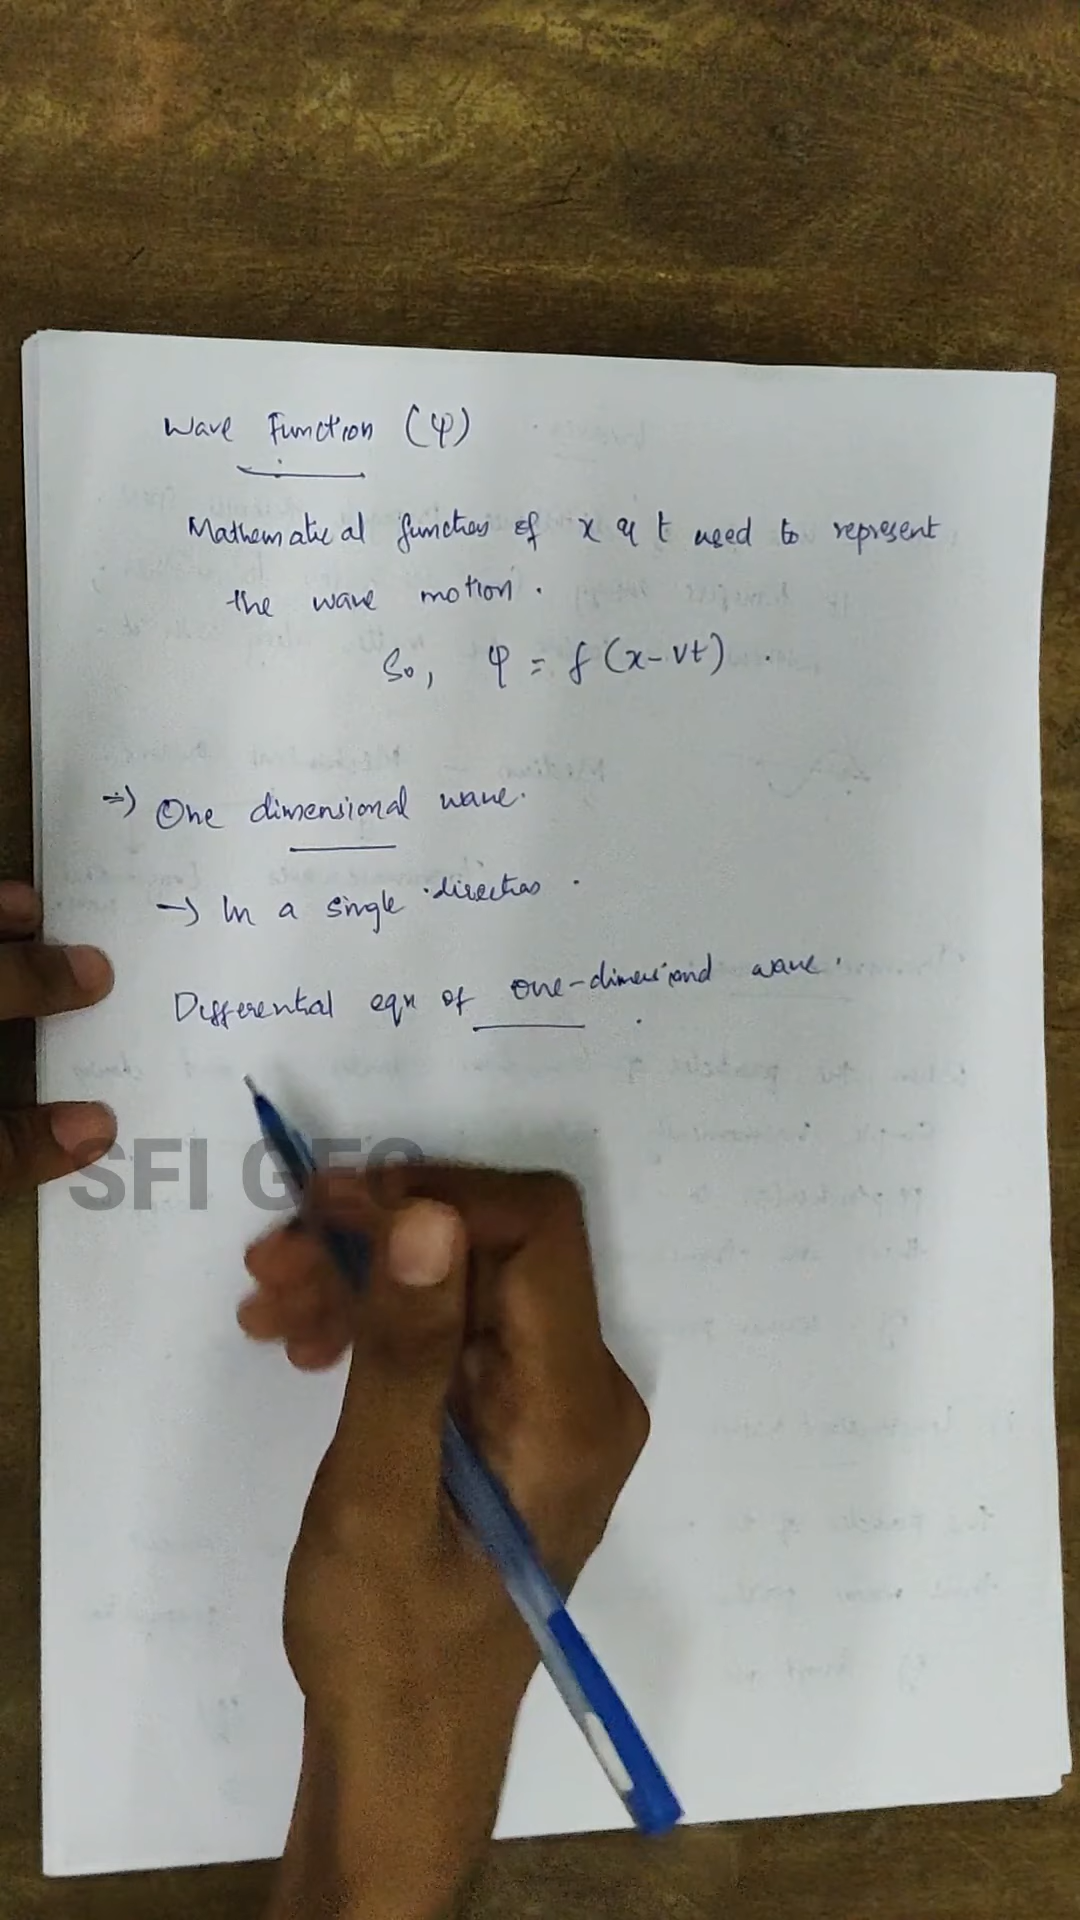 Wave Function (Ψ)
Mathematical function of x & t used to represent
the wave motion.
So, Ψ = f(x-vt).
=> One dimensional wave.
-> In a single direction.
Differential eqn of one-dimensional wave.
SFI GEC